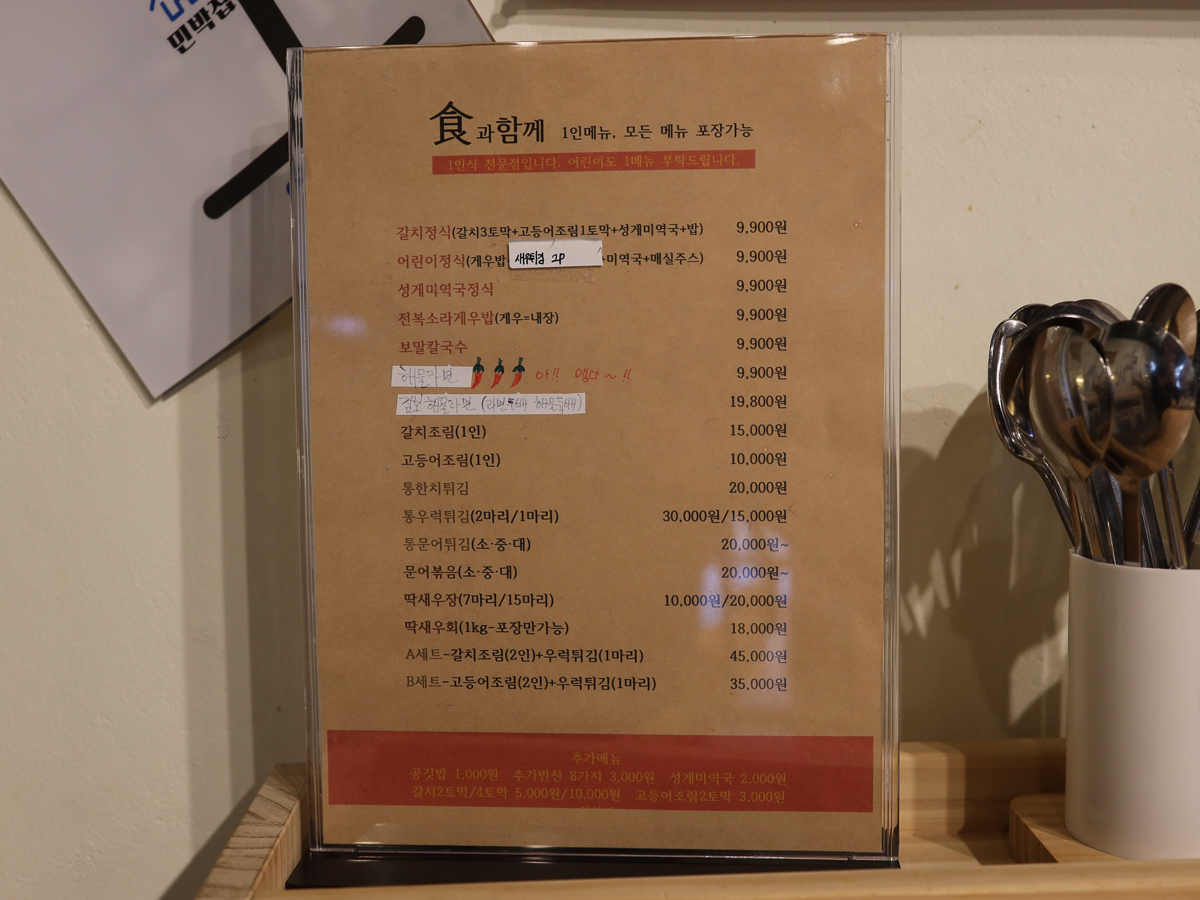 민박집
食과함께 1인메뉴, 모든 메뉴 포장가능
1인식 전문점입니다. 어린이도 1메뉴 부탁드립니다.
갈치정식(갈치3토막+고등어조림1토막+성게미역국+밥) 9,900원
어린이정식(게우밥+ 새우튀김 2P +미역국+매실주스) 9,900원
성게미역국정식 9,900원
전복소라게우밥(게우=내장) 9,900원
보말칼국수 9,900원
해물라면 아!! 맵다~!! 9,900원
점보 해물라면 (라면두배 해물두배) 19,800원
갈치조림(1인) 15,000원
고등어조림(1인) 10,000원
통한치튀김 20,000원
통우럭튀김(2마리/1마리) 30,000원/15,000원
통문어튀김(소·중·대) 20,000원~
문어볶음(소·중·대) 20,000원~
딱새우장(7마리/15마리) 10,000원/20,000원
딱새우회(1kg-포장만가능) 18,000원
A세트-갈치조림(2인)+우럭튀김(1마리) 45,000원
B세트-고등어조림(2인)+우럭튀김(1마리) 35,000원
추가메뉴
공깃밥 1,000원 추가반찬 8가지 3,000원 성게미역국 2,000원
갈치2토막/4토막 5,000원/10,000원 고등어조림2토막 3,000원